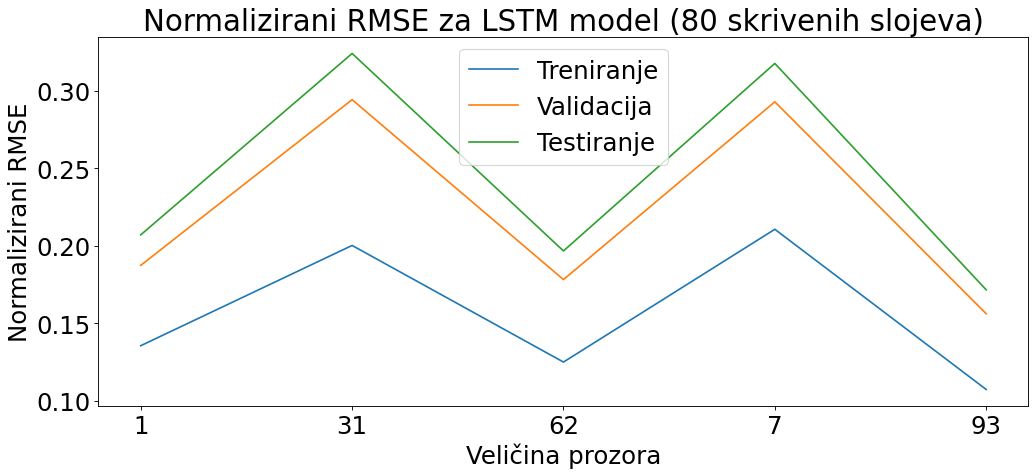 Normalizirani RMSE za LSTM model (80 skrivenih slojeva)
Normalizirani RMSE
0.30
0.25
0.20
0.15
0.10
Treniranje
Validacija
Testiranje
1 31 62 7 93
Veličina prozora